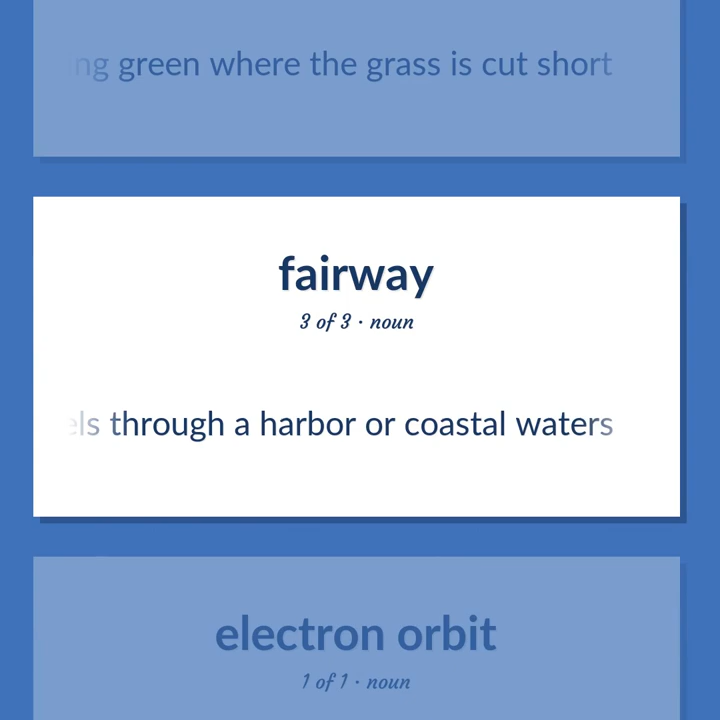 green where the grass is cut short
fairway
3 of 3 · noun
through a harbor or coastal waters
electron orbit
1 of 1 · noun